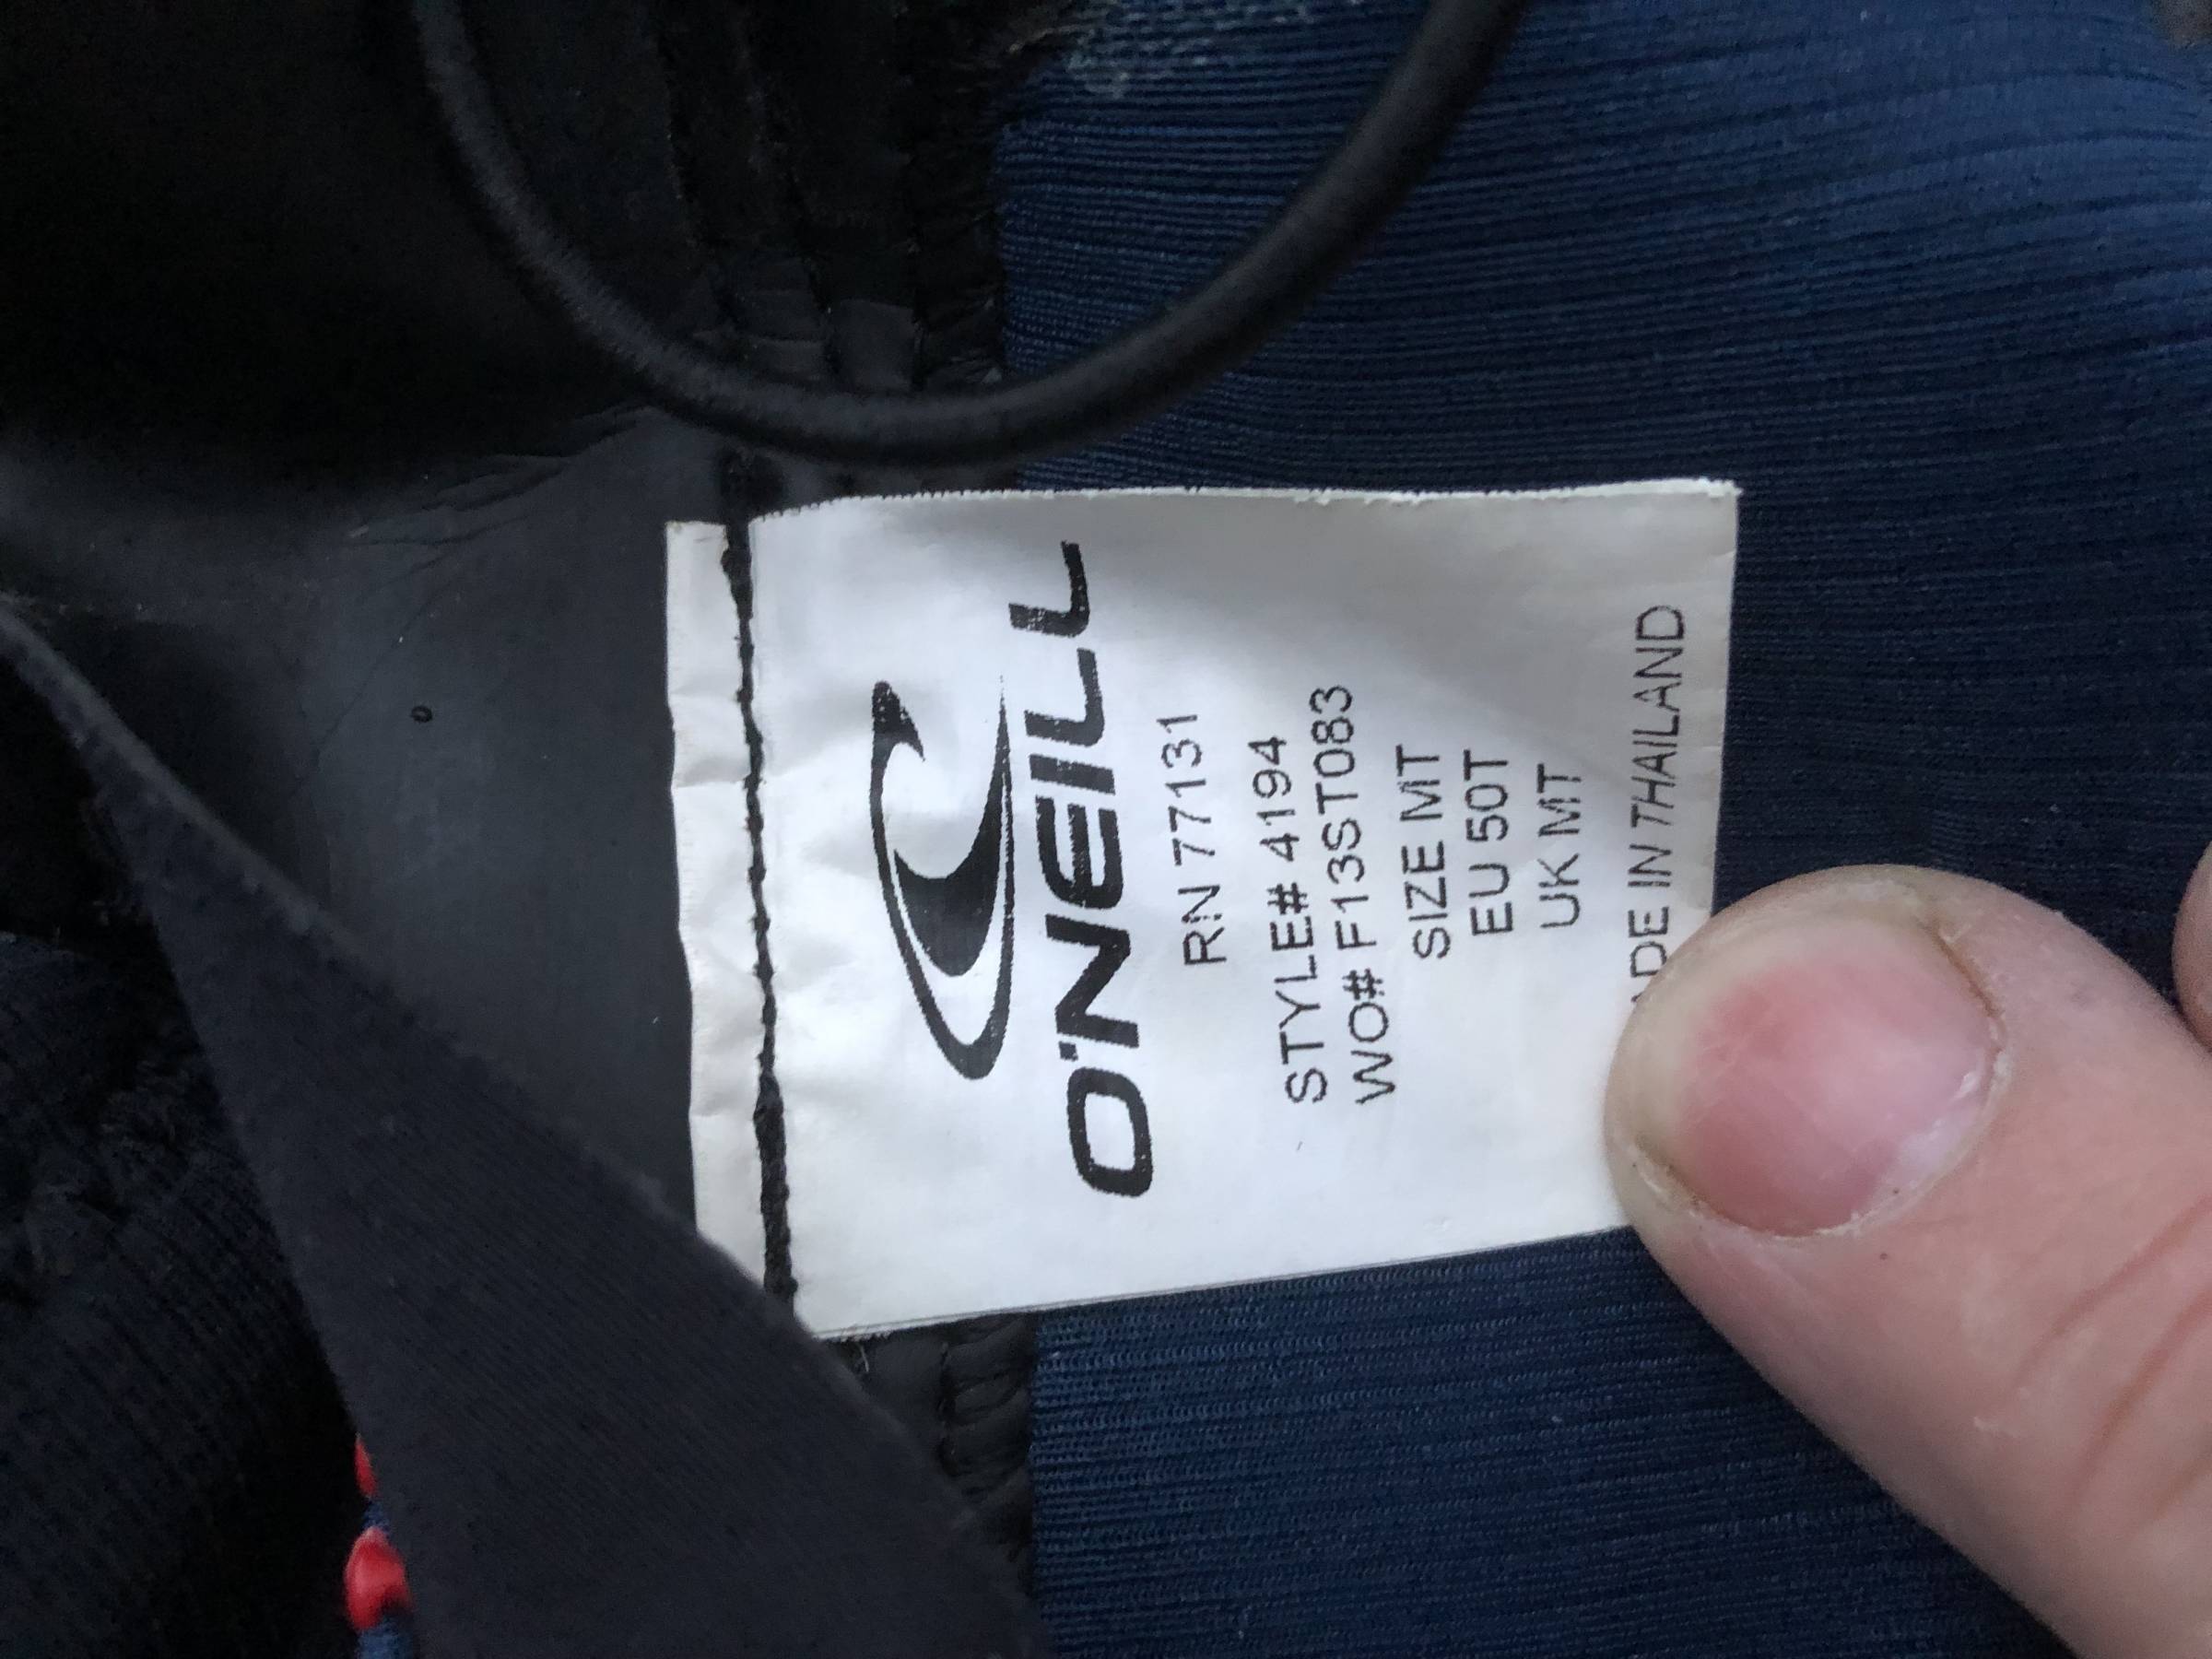 O'NEILL
RN 77131
STYLE# 4194
WO# F13ST083
SIZE MT
EU 50T
UK MT
ADE IN THAILAND